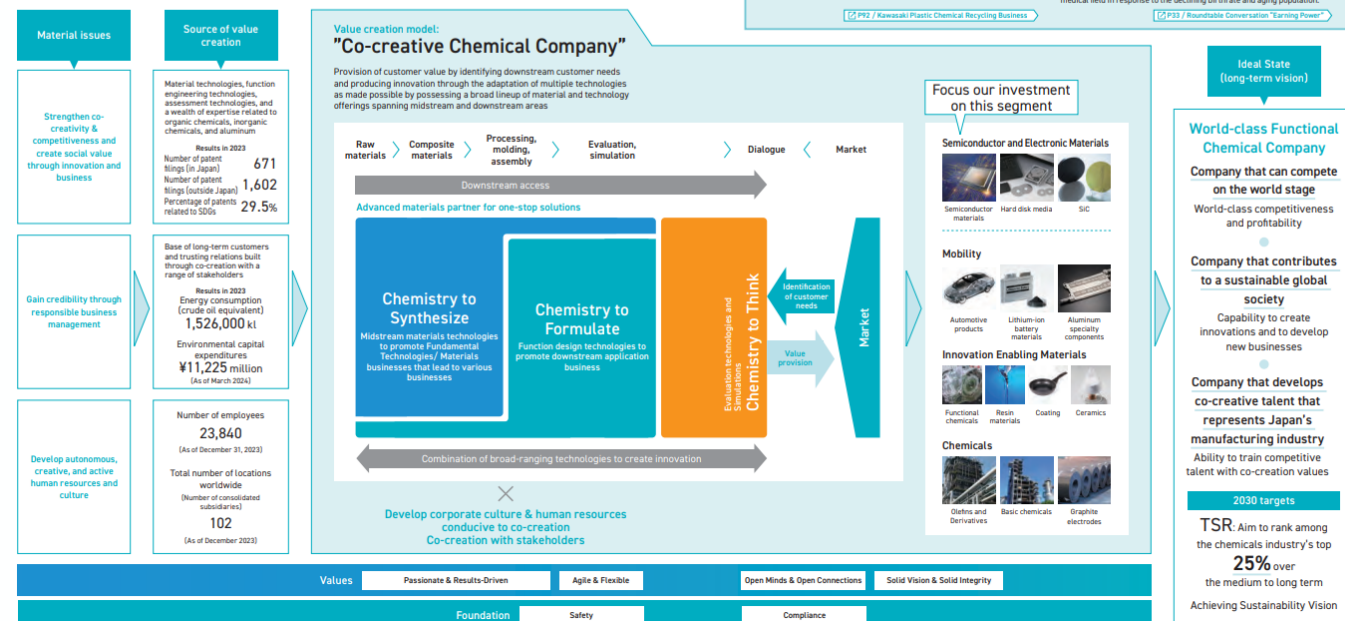 medical field in response to the declining birthrate and aging population.
P92 / Kawasaki Plastic Chemical Recycling Business
P33 / Roundtable Conversation "Earning Power"
Material issues
Strengthen co-
creativity &
competitiveness and
create social value
through innovation and
business
Gain credibility through
responsible business
management
Develop autonomous,
creative, and active
human resources and
culture
Source of value
creation
Material technologies, function
engineering technologies,
assessment technologies, and
a wealth of expertise related to
organic chemicals, inorganic
chemicals, and aluminum
Results in 2023
Number of patent
filings (in Japan) 671
Number of patent
filings (outside Japan) 1,602
Percentage of patents
related to SDGs 29.5%
Base of long-term customers
and trusting relations built
through co-creation with a
range of stakeholders
Results in 2023
Energy consumption
(crude oil equivalent)
1,526,000 kl
Environmental capital
expenditures
¥11,225 million
(As of March 2024)
Number of employees
23,840
(As of December 31, 2023)
Total number of locations
worldwide
(Number of consolidated
subsidiaries)
102
(As of December 2023)
Value creation model:
"Co-creative Chemical Company"
Provision of customer value by identifying downstream customer needs
and producing innovation through the adaptation of multiple technologies
as made possible by possessing a broad lineup of material and technology
offerings spanning midstream and downstream areas
Raw
materials
Composite
materials
Processing,
molding,
assembly
Evaluation,
simulation
Dialogue
Market
Downstream access
Advanced materials partner for one-stop solutions
Chemistry to
Synthesize
Midstream materials technologies
to promote Fundamental
Technologies/ Materials
businesses that lead to various
businesses
Chemistry to
Formulate
Function design technologies to
promote downstream application
business
Evaluation technologies and
Simulations
Chemistry to Think
Identification
of customer
needs
Value
provision
Market
Combination of broad-ranging technologies to create innovation
Develop corporate culture & human resources
conducive to co-creation
Co-creation with stakeholders
Focus our investment
on this segment
Semiconductor and Electronic Materials
Semiconductor
materials
Hard disk media
SiC
Mobility
Automotive
products
Lithium-ion
battery
materials
Aluminum
specialty
components
Innovation Enabling Materials
Functional
chemicals
Resin
materials
Coating
Ceramics
Chemicals
Olefins and
Derivatives
Basic chemicals
Graphite
electrodes
Ideal State
(long-term vision)
World-class Functional
Chemical Company
Company that can compete
on the world stage
World-class competitiveness
and profitability
Company that contributes
to a sustainable global
society
Capability to create
innovations and to develop
new businesses
Company that develops
co-creative talent that
represents Japan's
manufacturing industry
Ability to train competitive
talent with co-creation values
2030 targets
TSR: Aim to rank among
the chemicals industry's top
25% over
the medium to long term
Achieving Sustainability Vision
Values
Passionate & Results-Driven
Agile & Flexible
Open Minds & Open Connections
Solid Vision & Solid Integrity
Foundation
Safety
Compliance